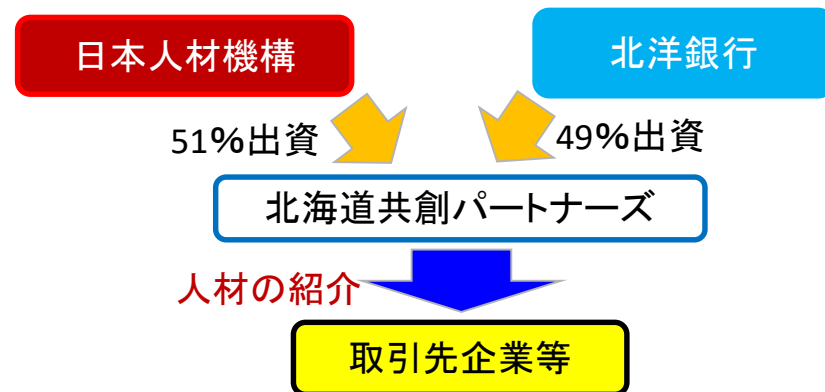 日本人材機構
北洋銀行
51%出資
49%出資
北海道共創パートナーズ
人材の紹介
取引先企業等